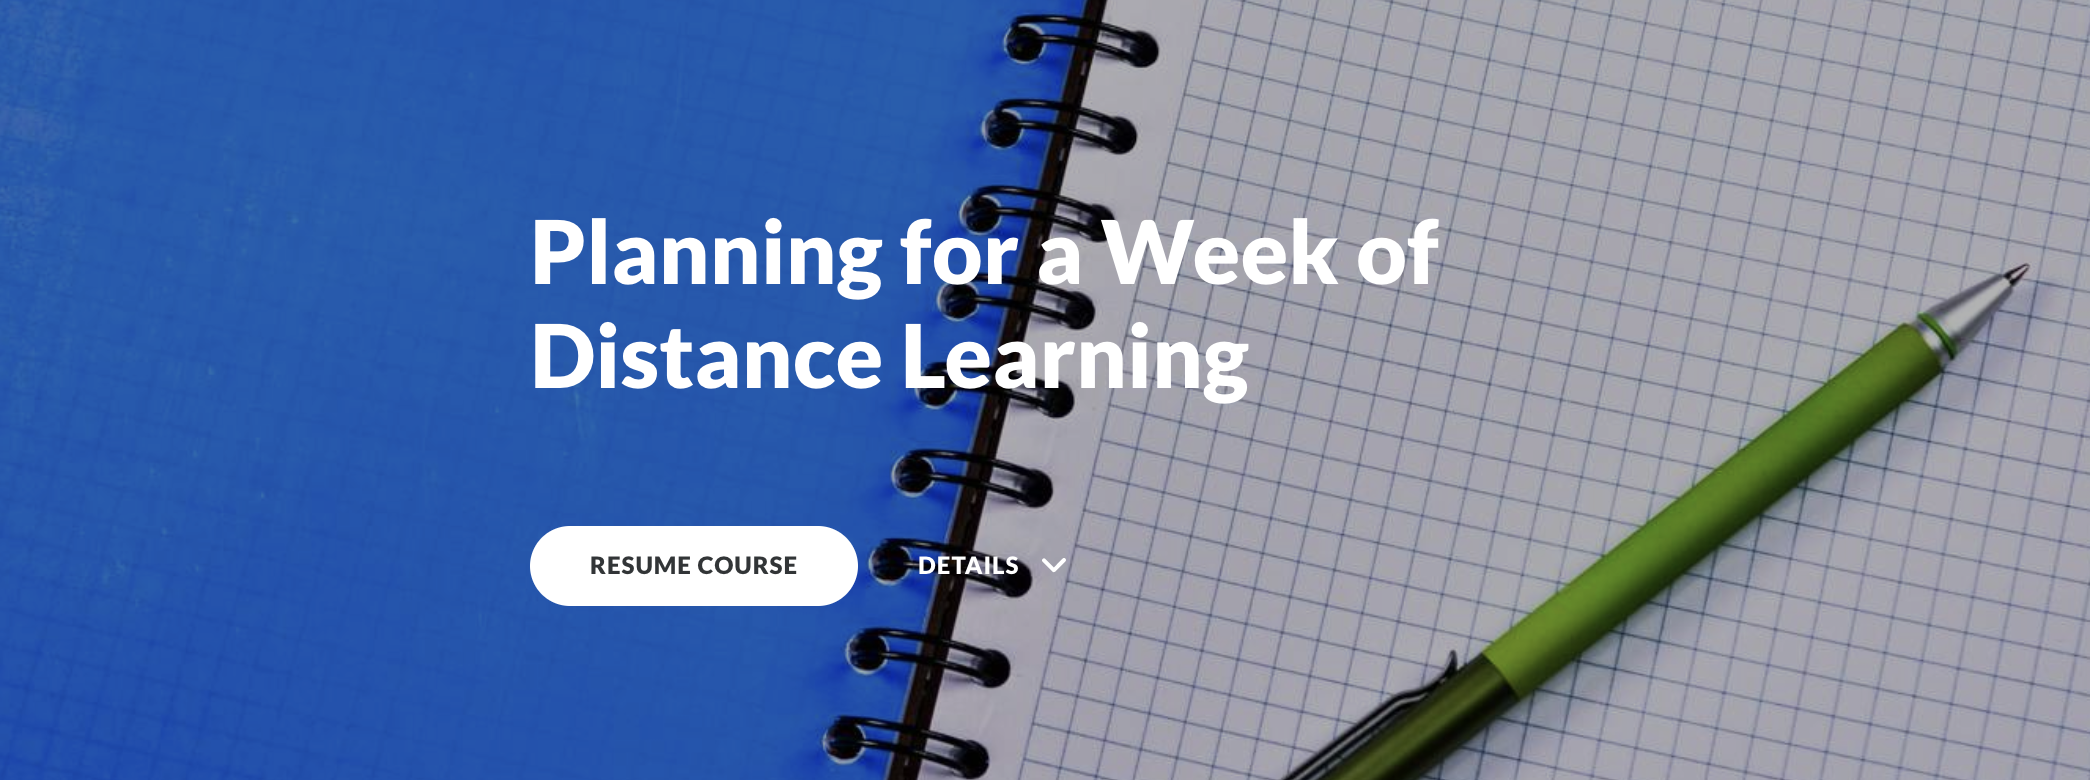 Planning for a Week of
Distance Learning
RESUME COURSE
DETAILS